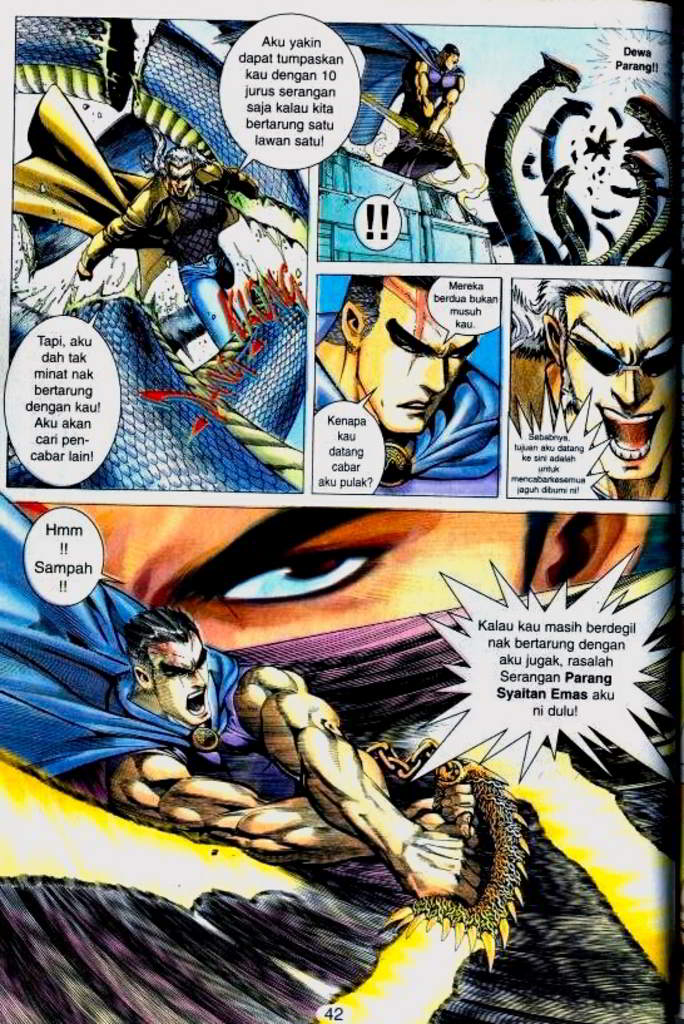 Aku yakin
dapat tumpaskan
kau dengan 10
jurus serangan
saja kalau kita
bertarung satu
lawan satu!
Dewa
Parang!!
!!
KLONG
Tapi, aku
dah tak
minat nak
bertarung
dengan kau!
Aku akan
cari pen-
cabar lain!
Mereka
berdua bukan
musuh
kau.
Kenapa
kau
datang
cabar
aku pulak?
Sebabnya,
tujuan aku datang
ke sini adalah
untuk
mencabarkesemua
jaguh dibumi ni!
Hmm
!!
Sampah
!!
Kalau kau masih berdegil
nak bertarung dengan
aku jugak, rasalah
Serangan Parang
Syaitan Emas aku
ni dulu!
42